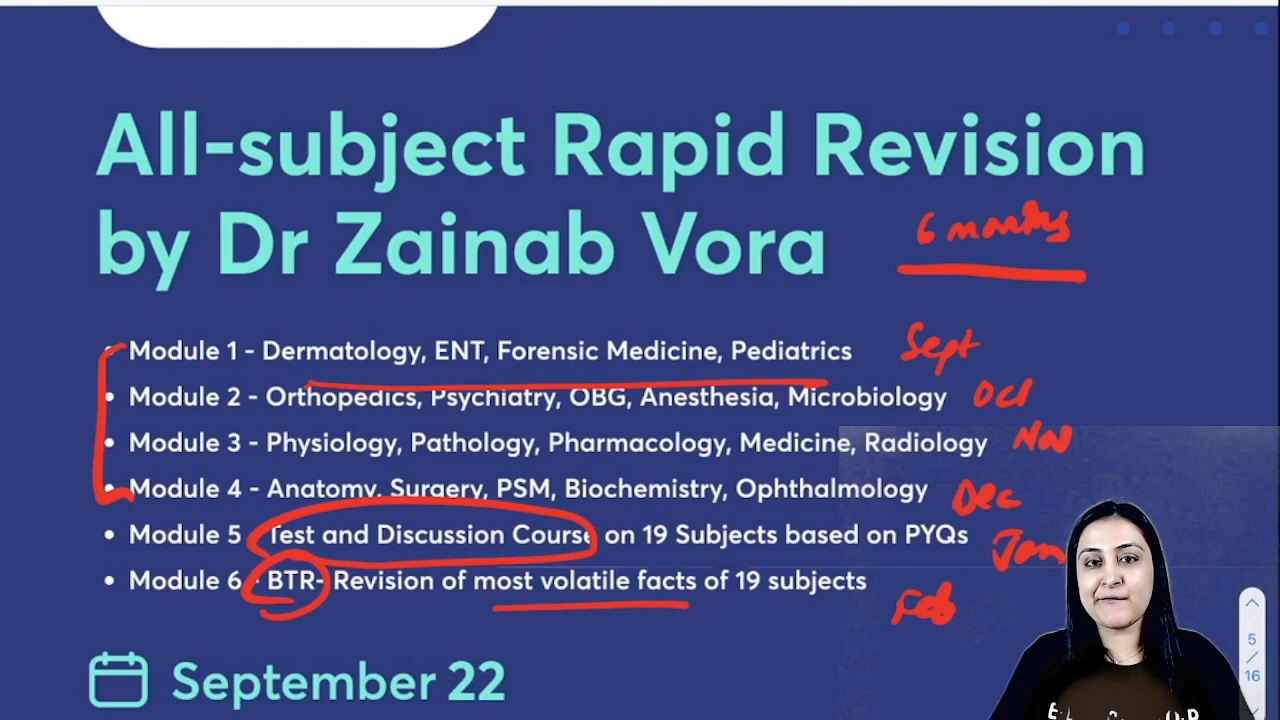 All-subject Rapid Revision
by Dr Zainab Vora
6 months
• Module 1 - Dermatology, ENT, Forensic Medicine, Pediatrics Sept
• Module 2 - Orthopedics, Psychiatry, OBG, Anesthesia, Microbiology Oct
• Module 3 - Physiology, Pathology, Pharmacology, Medicine, Radiology Nov
• Module 4 - Anatomy, Surgery, PSM, Biochemistry, Ophthalmology Dec
• Module 5 - Test and Discussion Course on 19 Subjects based on PYQs Jan
• Module 6 - BTR- Revision of most volatile facts of 19 subjects Feb
September 22
5
/
16